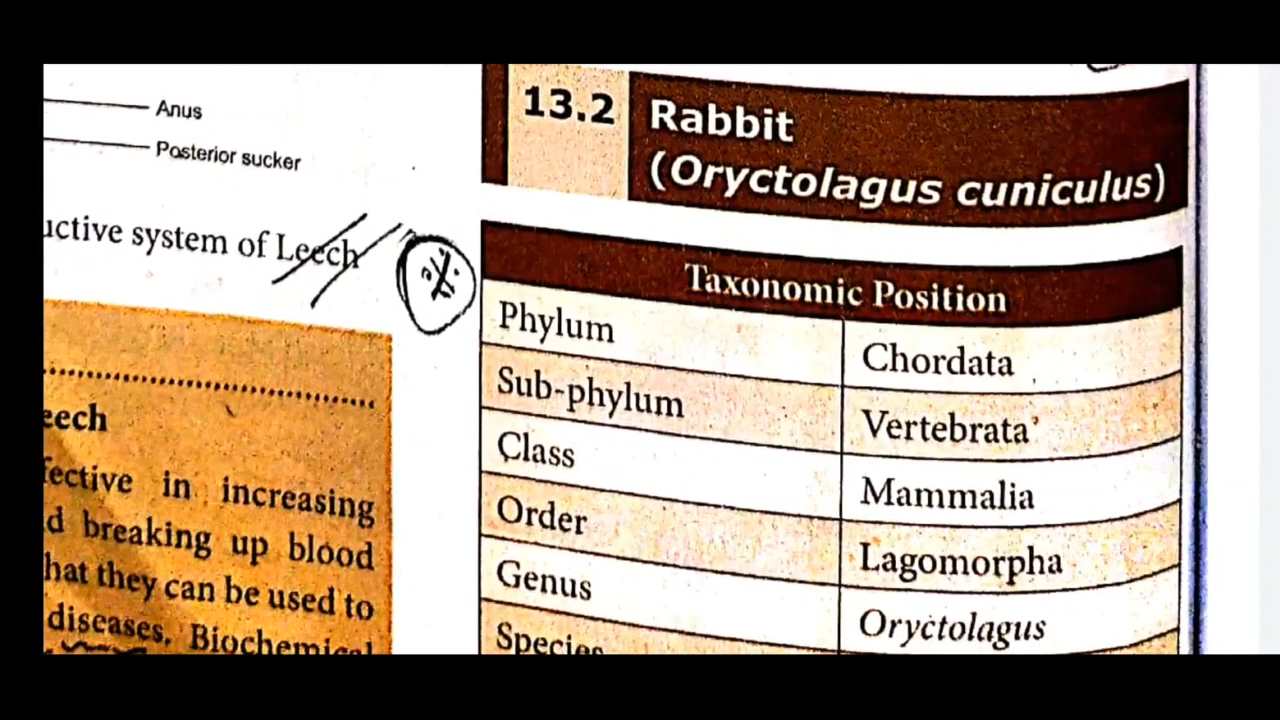 Anus
Posterior sucker
uctive system of Leech
eech
fective in increasing
d breaking up blood
hat they can be used to
diseases. Biochemical
13.2
Rabbit
(Oryctolagus cuniculus)
Taxonomic Position
Phylum Chordata
Sub-phylum Vertebrata
Class Mammalia
Order Lagomorpha
Genus Oryctolagus
Species